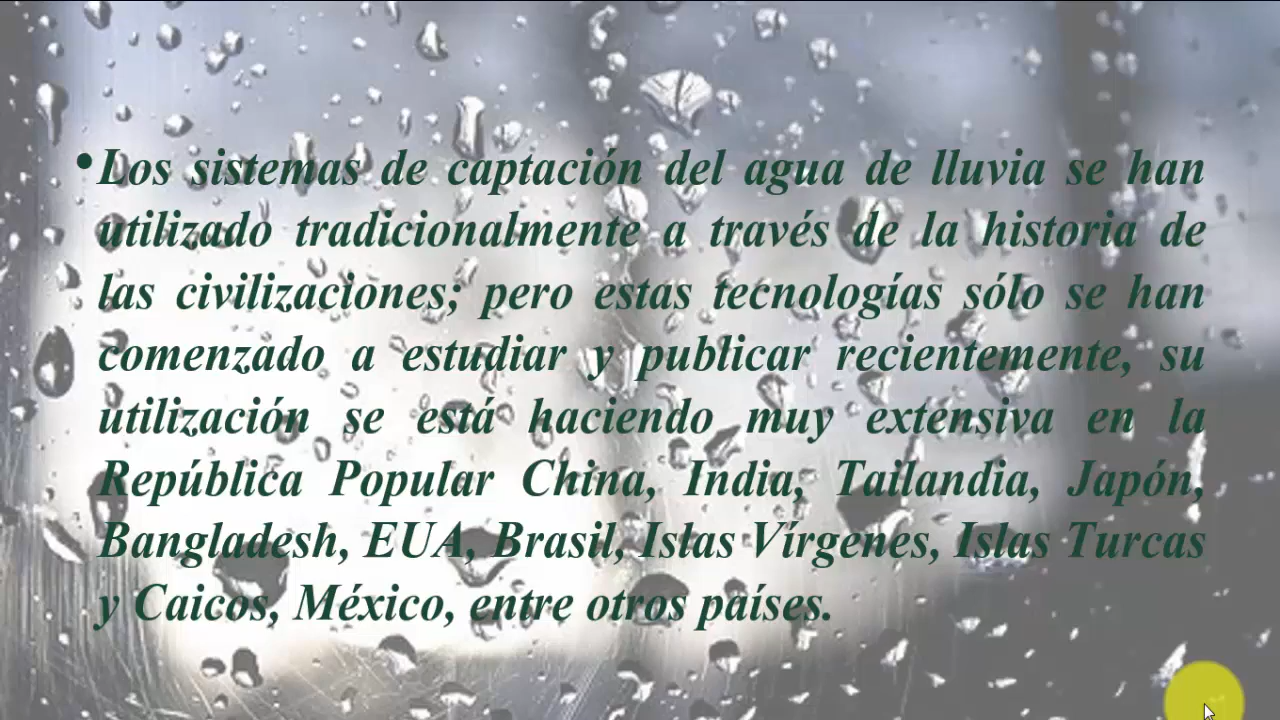 • Los sistemas de captación del agua de lluvia se han
utilizado tradicionalmente a través de la historia de
las civilizaciones; pero estas tecnologías sólo se han
comenzado a estudiar y publicar recientemente, su
utilización se está haciendo muy extensiva en la
República Popular China, India, Tailandia, Japón,
Bangladesh, EUA, Brasil, Islas Vírgenes, Islas Turcas
y Caicos, México, entre otros países.